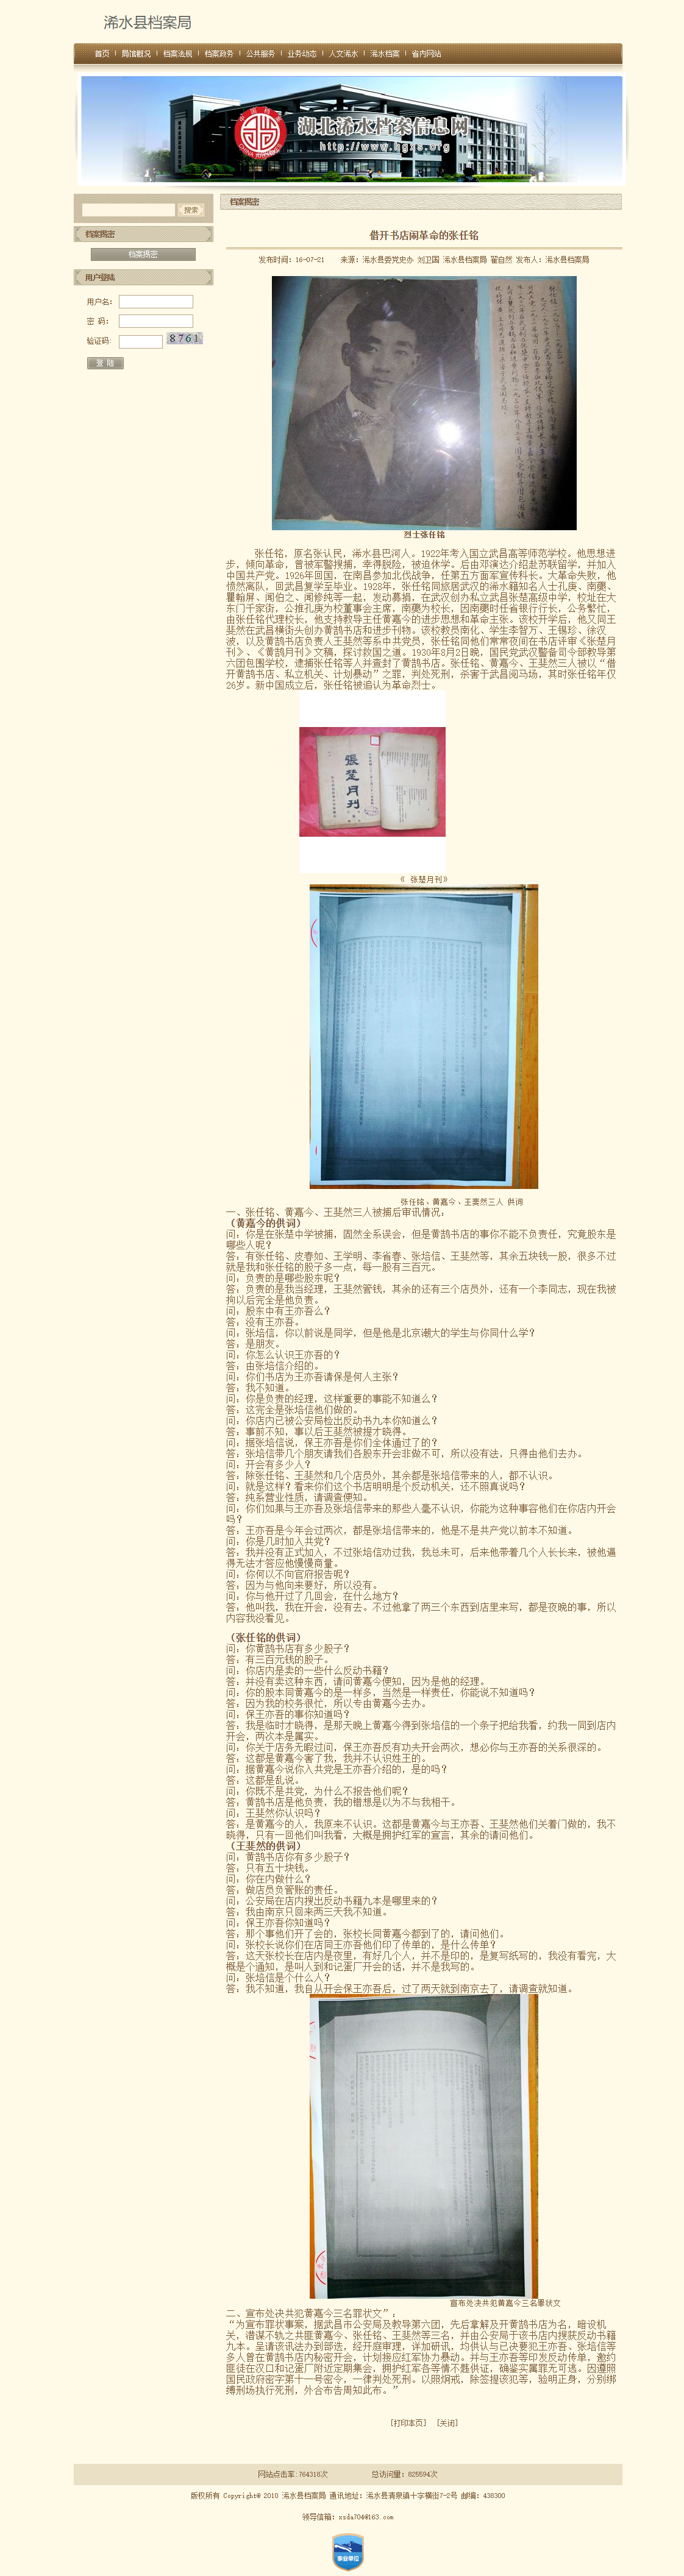 浠水县档案局
首页 局馆概况 档案法规 档案政务 公共服务 业务动态 人文浠水 浠水档案 省内网站
湖北浠水档案信息网
http://www.hgxs.org
搜索
档案揭密
档案揭密
用户登陆
用户名:
密 码:
验证码:
8761
登 陆
档案揭密
借开书店闹革命的张任铭
发布时间:16-07-21 来源:浠水县委党史办 刘卫国 浠水县档案局 翟自然 发布人:浠水县档案局
烈士张任铭
张任铭,原名张认民,浠水县巴河人。1922年考入国立武昌高等师范学校。他思想进
步,倾向革命,曾被军警搜捕,幸得脱险,被迫休学。后由邓演达介绍赴苏联留学,并加入
中国共产党。1926年回国,在南昌参加北伐战争,任第五方面军宣传科长。大革命失败,他
愤然离队,回武昌复学至毕业。1928年,张任铭同旅居武汉的浠水籍知名人士孔庚、南夔、
瞿翰屏、闻伯之、闻修纯等一起,发动募捐,在武汉创办私立武昌张楚高级中学,校址在大
东门千家街,公推孔庚为校董事会主席,南夔为校长,因南夔时任省银行行长,公务繁忙,
由张任铭代理校长。他支持教导主任黄嘉今的进步思想和革命主张。该校开学后,他又同王
斐然在武昌横街头创办黄鹄书店和进步刊物。该校教员南化、学生李智万、王锡珍、徐汉
波,以及黄鹄书店负责人王斐然等系中共党员,张任铭同他们常常夜间在书店评审《张楚月
刊》、《黄鹄月刊》文稿,探讨救国之道。1930年8月2日晚,国民党武汉警备司令部教导第
六团包围学校,逮捕张任铭等人并查封了黄鹄书店。张任铭、黄嘉今、王斐然三人被以“借
开黄鹄书店、私立机关、计划暴动”之罪,判处死刑,杀害于武昌阅马场,其时张任铭年仅
26岁。新中国成立后,张任铭被追认为革命烈士。
張楚月刊
《 张楚月刊》
张任铭、黄嘉今、王斐然三人 供词
一、张任铭、黄嘉今、王斐然三人被捕后审讯情况:
(黄嘉今的供词)
问:你是在张楚中学被捕,固然全系误会,但是黄鹄书店的事你不能不负责任,究竟股东是
哪些人呢?
答:有张任铭、皮春如、王学明、李省春、张培信、王斐然等,其余五块钱一股,很多不过
就是我和张任铭的股子多一点,每一股有三百元。
问:负责的是哪些股东呢?
答:负责的是我当经理,王斐然管钱,其余的还有三个店员外,还有一个李同志,现在我被
拘以后完全是他负责。
问:股东中有王亦吾么?
答:没有王亦吾。
问:张培信,你以前说是同学,但是他是北京潮大的学生与你同什么学?
答:是朋友。
问:你怎么认识王亦吾的?
答:由张培信介绍的。
问:你们书店为王亦吾请保是何人主张?
答:我不知道。
问:你是负责的经理,这样重要的事能不知道么?
答:这完全是张培信他们做的。
问:你店内已被公安局检出反动书九本你知道么?
答:事前不知,事以后王斐然被提才晓得。
问:据张培信说,保王亦吾是你们全体通过了的?
答:张培信带几个朋友请我们各股东开会非做不可,所以没有法,只得由他们去办。
问:开会有多少人?
答:除张任铭、王斐然和几个店员外,其余都是张培信带来的人,都不认识。
问:就是这样?看来你们这个书店明明是个反动机关,还不照真说吗?
答:纯系营业性质,请调查便知。
问:你们如果与王亦吾及张培信带来的那些人毫不认识,你能为这种事容他们在你店内开会
吗?
答:王亦吾是今年会过两次,都是张培信带来的,他是不是共产党以前本不知道。
问:你是几时加入共党?
答:我并没有正式加入,不过张培信劝过我,我总未可,后来他带着几个人长长来,被他逼
得无法才答应他慢慢商量。
问:你何以不向官府报告呢?
答:因为与他向来要好,所以没有。
问:你与他开过了几回会,在什么地方?
答:他叫我,我在开会,没有去。不过他拿了两三个东西到店里来写,都是夜晚的事,所以
内容我没看见。
(张任铭的供词)
问:你黄鹄书店有多少股子?
答:有三百元钱的股子。
问:你店内是卖的一些什么反动书籍?
答:并没有卖这种东西,请问黄嘉今便知,因为是他的经理。
问:你的股本同黄嘉今的是一样多,当然是一样责任,你能说不知道吗?
答:因为我的校务很忙,所以专由黄嘉今去办。
问:保王亦吾的事你知道吗?
答:我是临时才晓得,是那天晚上黄嘉今得到张培信的一个条子把给我看,约我一同到店内
开会,两次本是属实。
问:你关于店务无暇过问,保王亦吾反有功夫开会两次,想必你与王亦吾的关系很深的。
答:这都是黄嘉今害了我,我并不认识姓王的。
问:据黄嘉今说你入共党是王亦吾介绍的,是的吗?
答:这都是乱说。
问:你既不是共党,为什么不报告他们呢?
答:黄鹄书店是他负责,我的错想是以为不与我相干。
问:王斐然你认识吗?
答:是黄嘉今的人,我原来不认识。这都是黄嘉今与王亦吾、王斐然他们关着门做的,我不
晓得,只有一回他们叫我看,大概是拥护红军的宣言,其余的请问他们。
(王斐然的供词)
问:黄鹄书店你有多少股子?
答:只有五十块钱。
问:你在内做什么?
答:做店员负管账的责任。
问:公安局在店内搜出反动书籍九本是哪里来的?
答:我由南京只回来两三天我不知道。
问:保王亦吾你知道吗?
答:那个事他们开了会的,张校长同黄嘉今都到了的,请问他们。
问:张校长说你们在店同王亦吾他们印了传单的,是什么传单?
答:这天张校长在店内是夜里,有好几个人,并不是印的,是复写纸写的,我没有看完,大
概是个通知,是叫人到和记蛋厂开会的话,并不是我写的。
问:张培信是个什么人?
答:我不知道,我自从开会保王亦吾后,过了两天就到南京去了,请调查就知道。
宣布处决共犯黄嘉今三名罪状文
二、宣布处决共犯黄嘉今三名罪状文”:
“为宣布罪状事案,据武昌市公安局及教导第六团,先后拿解及开黄鹄书店为名,暗设机
关,潜谋不轨之共匪黄嘉今、张任铭、王斐然等三名,并由公安局于该书店内搜获反动书籍
九本。呈请该讯法办到部迭,经开庭审理,详加研讯,均供认与已决要犯王亦吾、张培信等
多人曾在黄鹄书店内秘密开会,计划接应红军协力暴动。并与王亦吾等印发反动传单,邀约
匪徒在汉口和记蛋厂附近定期集会,拥护红军各等情不讳供证,确鉴实属罪无可逃。因遵照
国民政府密字第十一号密令,一律判处死刑。以照炯戒,除签提该犯等,验明正身,分别绑
缚刑场执行死刑,外合布告周知此布。”
[打印本页] [关闭]
网站点击率:764318次 总访问量:825594次
版权所有 Copyright@ 2010 浠水县档案局 通讯地址:浠水县清泉镇十字横街7-2号 邮编:438300
领导信箱:xsda704@163.com
事业单位